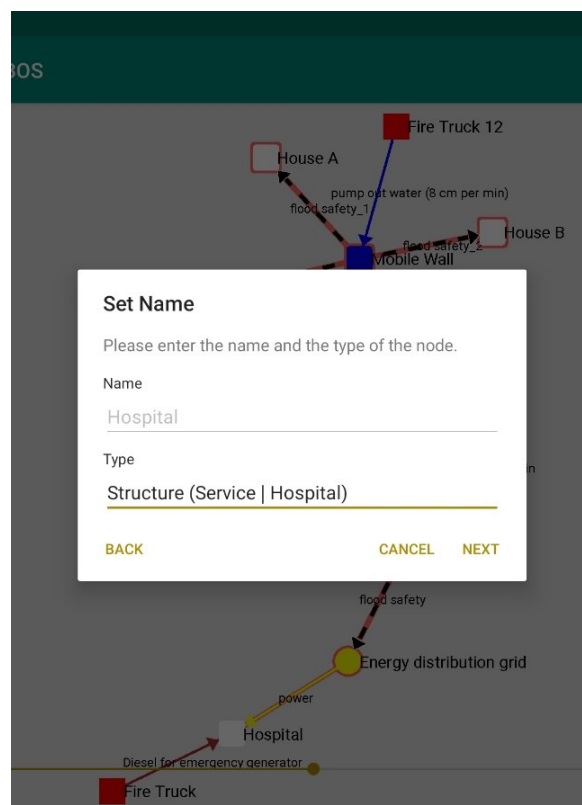 BOS
Fire Truck 12
House A
pump out water (8 cm per min)
flood safety_1
House B
flood safety_2
Mobile Wall
Set Name
Please enter the name and the type of the node.
Name
Hospital
Type
Structure (Service | Hospital)
in
BACK
CANCEL
NEXT
flood safety
Energy distribution grid
power
Hospital
Diesel for emergency generator
Fire Truck